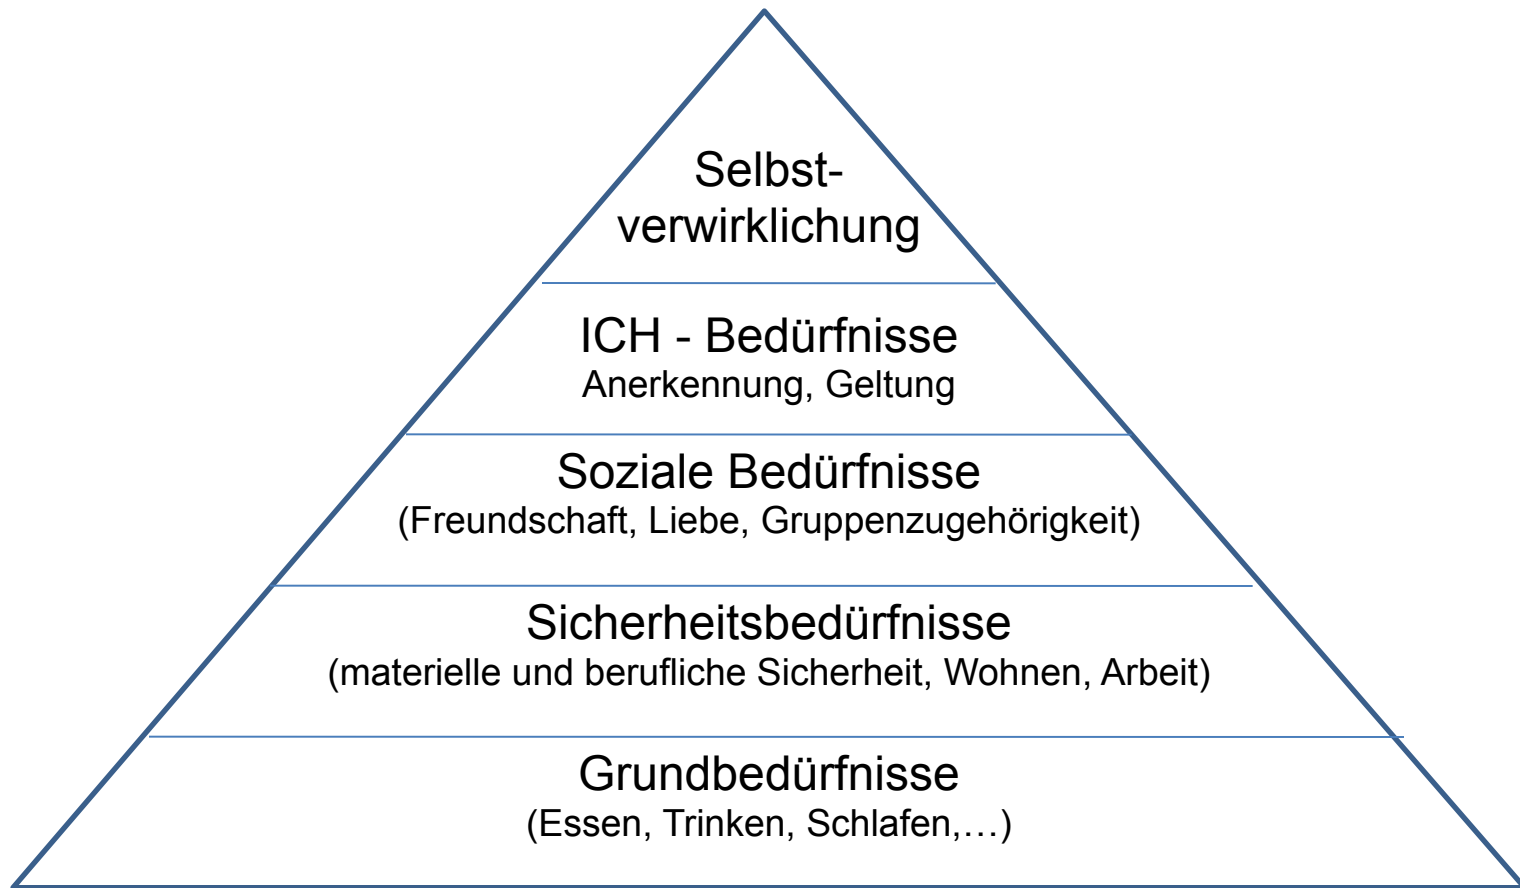 Selbst-
verwirklichung
ICH - Bedürfnisse
Anerkennung, Geltung
Soziale Bedürfnisse
(Freundschaft, Liebe, Gruppenzugehörigkeit)
Sicherheitsbedürfnisse
(materielle und berufliche Sicherheit, Wohnen, Arbeit)
Grundbedürfnisse
(Essen, Trinken, Schlafen,…)